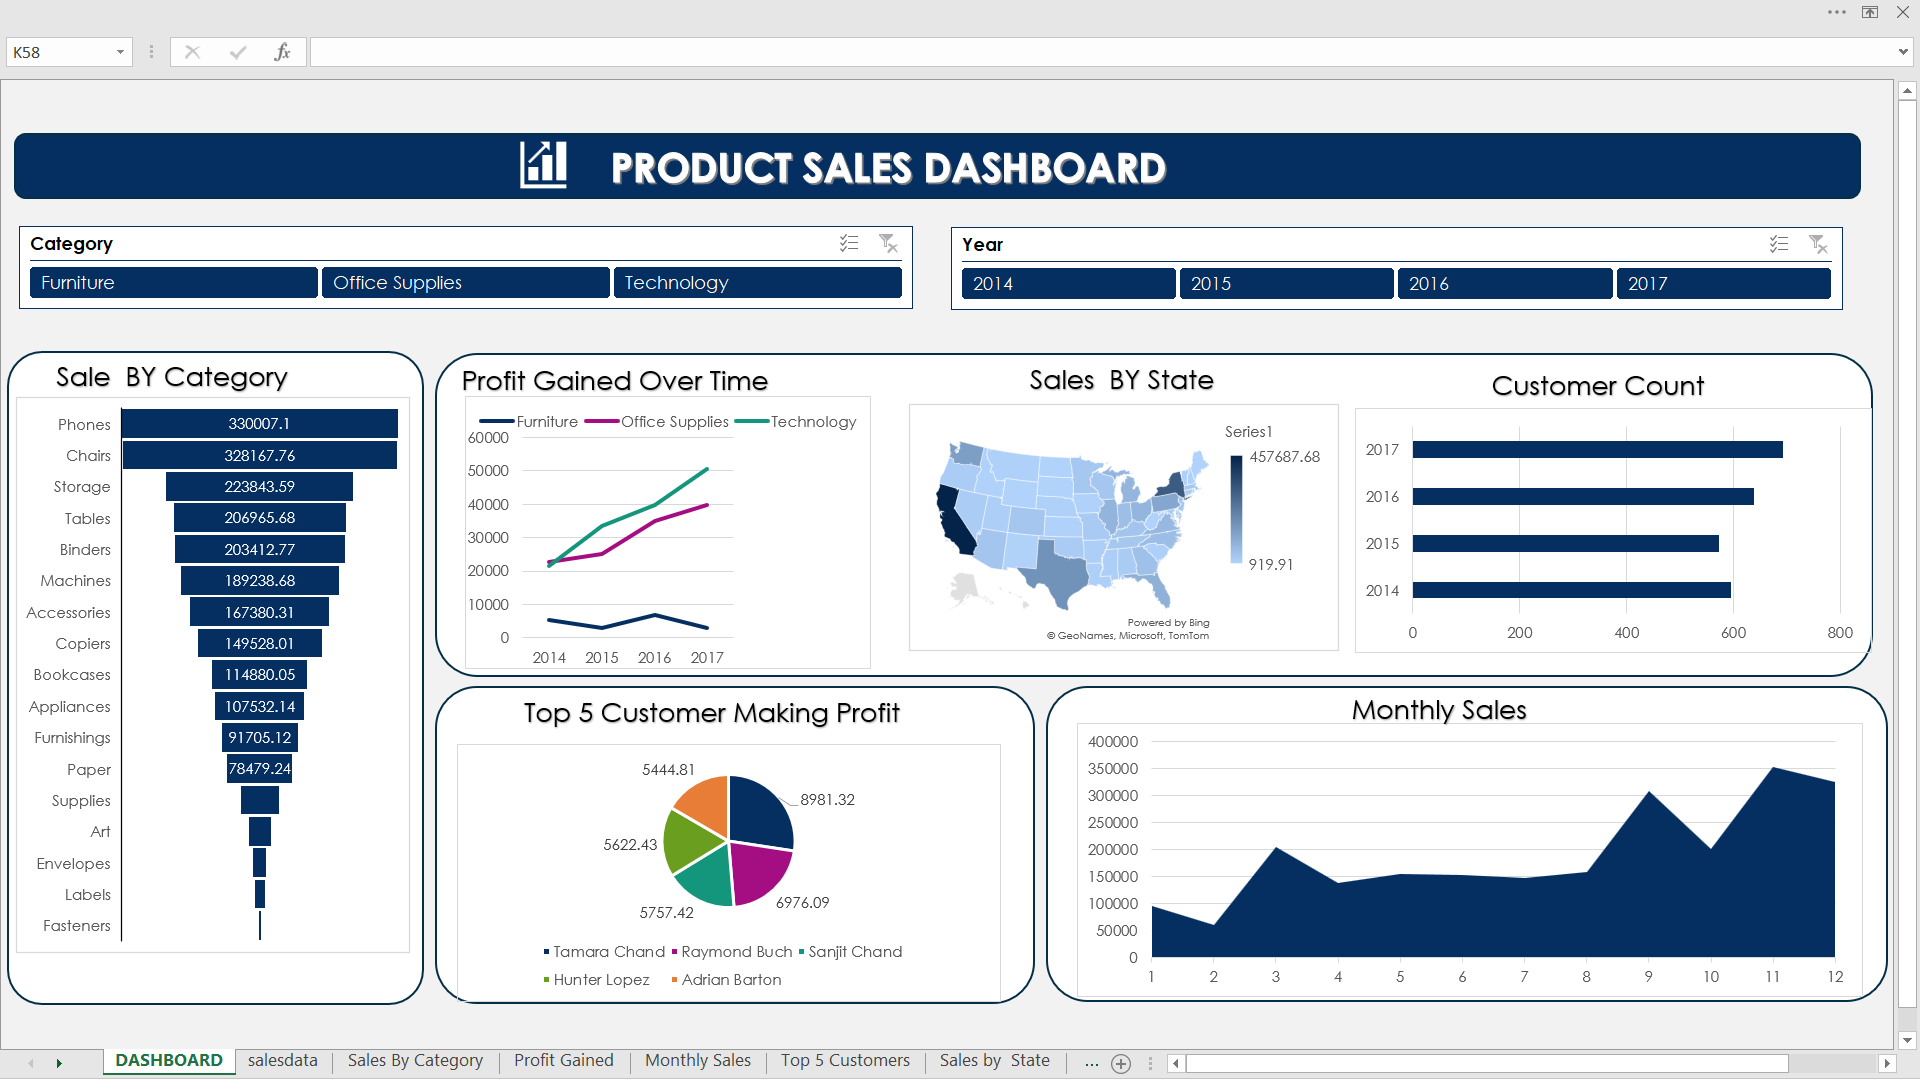 K58
fx
PRODUCT SALES DASHBOARD
Category
Furniture
Office Supplies
Technology
Year
2014
2015
2016
2017
Sale  BY Category
Phones 330007.1
Chairs 328167.76
Storage 223843.59
Tables 206965.68
Binders 203412.77
Machines 189238.68
Accessories 167380.31
Copiers 149528.01
Bookcases 114880.05
Appliances 107532.14
Furnishings 91705.12
Paper 78479.24
Supplies
Art
Envelopes
Labels
Fasteners
Profit Gained Over Time
Furniture Office Supplies Technology
60000
50000
40000
30000
20000
10000
0
2014 2015 2016 2017
Sales  BY State
Series1
457687.68
919.91
Powered by Bing
© GeoNames, Microsoft, TomTom
Customer Count
2017
2016
2015
2014
0 200 400 600 800
Top 5 Customer Making Profit
5444.81
8981.32
5622.43
5757.42
6976.09
Tamara Chand Raymond Buch Sanjit Chand
Hunter Lopez Adrian Barton
Monthly Sales
400000
350000
300000
250000
200000
150000
100000
50000
0
1 2 3 4 5 6 7 8 9 10 11 12
DASHBOARD salesdata Sales By Category Profit Gained Monthly Sales Top 5 Customers Sales by  State ...